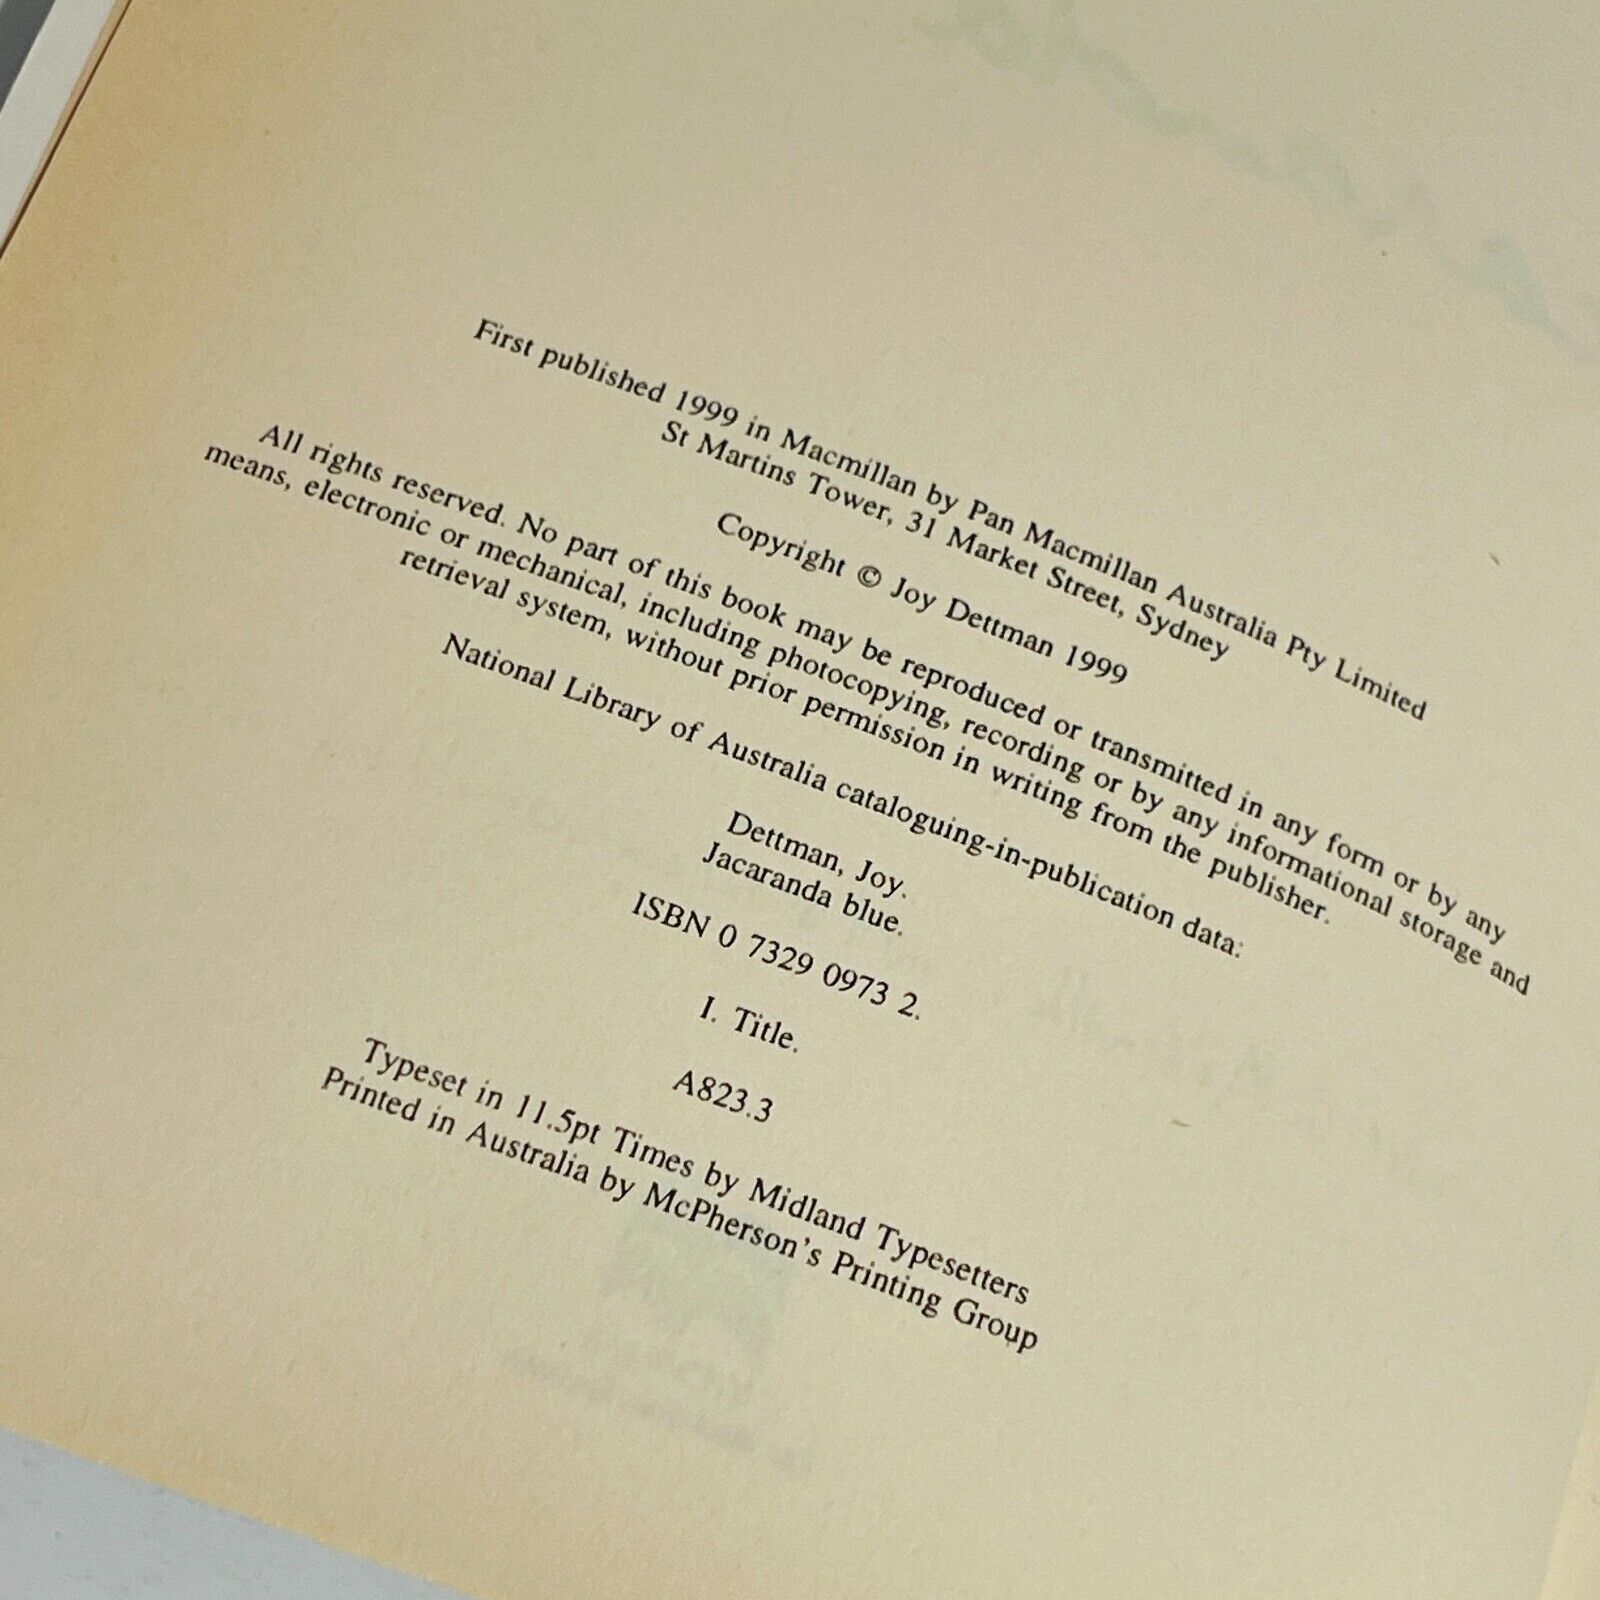 First published 1999 in Macmillan by Pan Macmillan Australia Pty Limited
St Martins Tower, 31 Market Street, Sydney
Copyright © Joy Dettman 1999
All rights reserved. No part of this book may be reproduced or transmitted in any form or by any
means, electronic or mechanical, including photocopying, recording or by any informational storage and
retrieval system, without prior permission in writing from the publisher.
National Library of Australia cataloguing-in-publication data:
Dettman, Joy.
Jacaranda blue.
ISBN 0 7329 0973 2.
I. Title.
A823.3
Typeset in 11.5pt Times by Midland Typesetters
Printed in Australia by McPherson's Printing Group